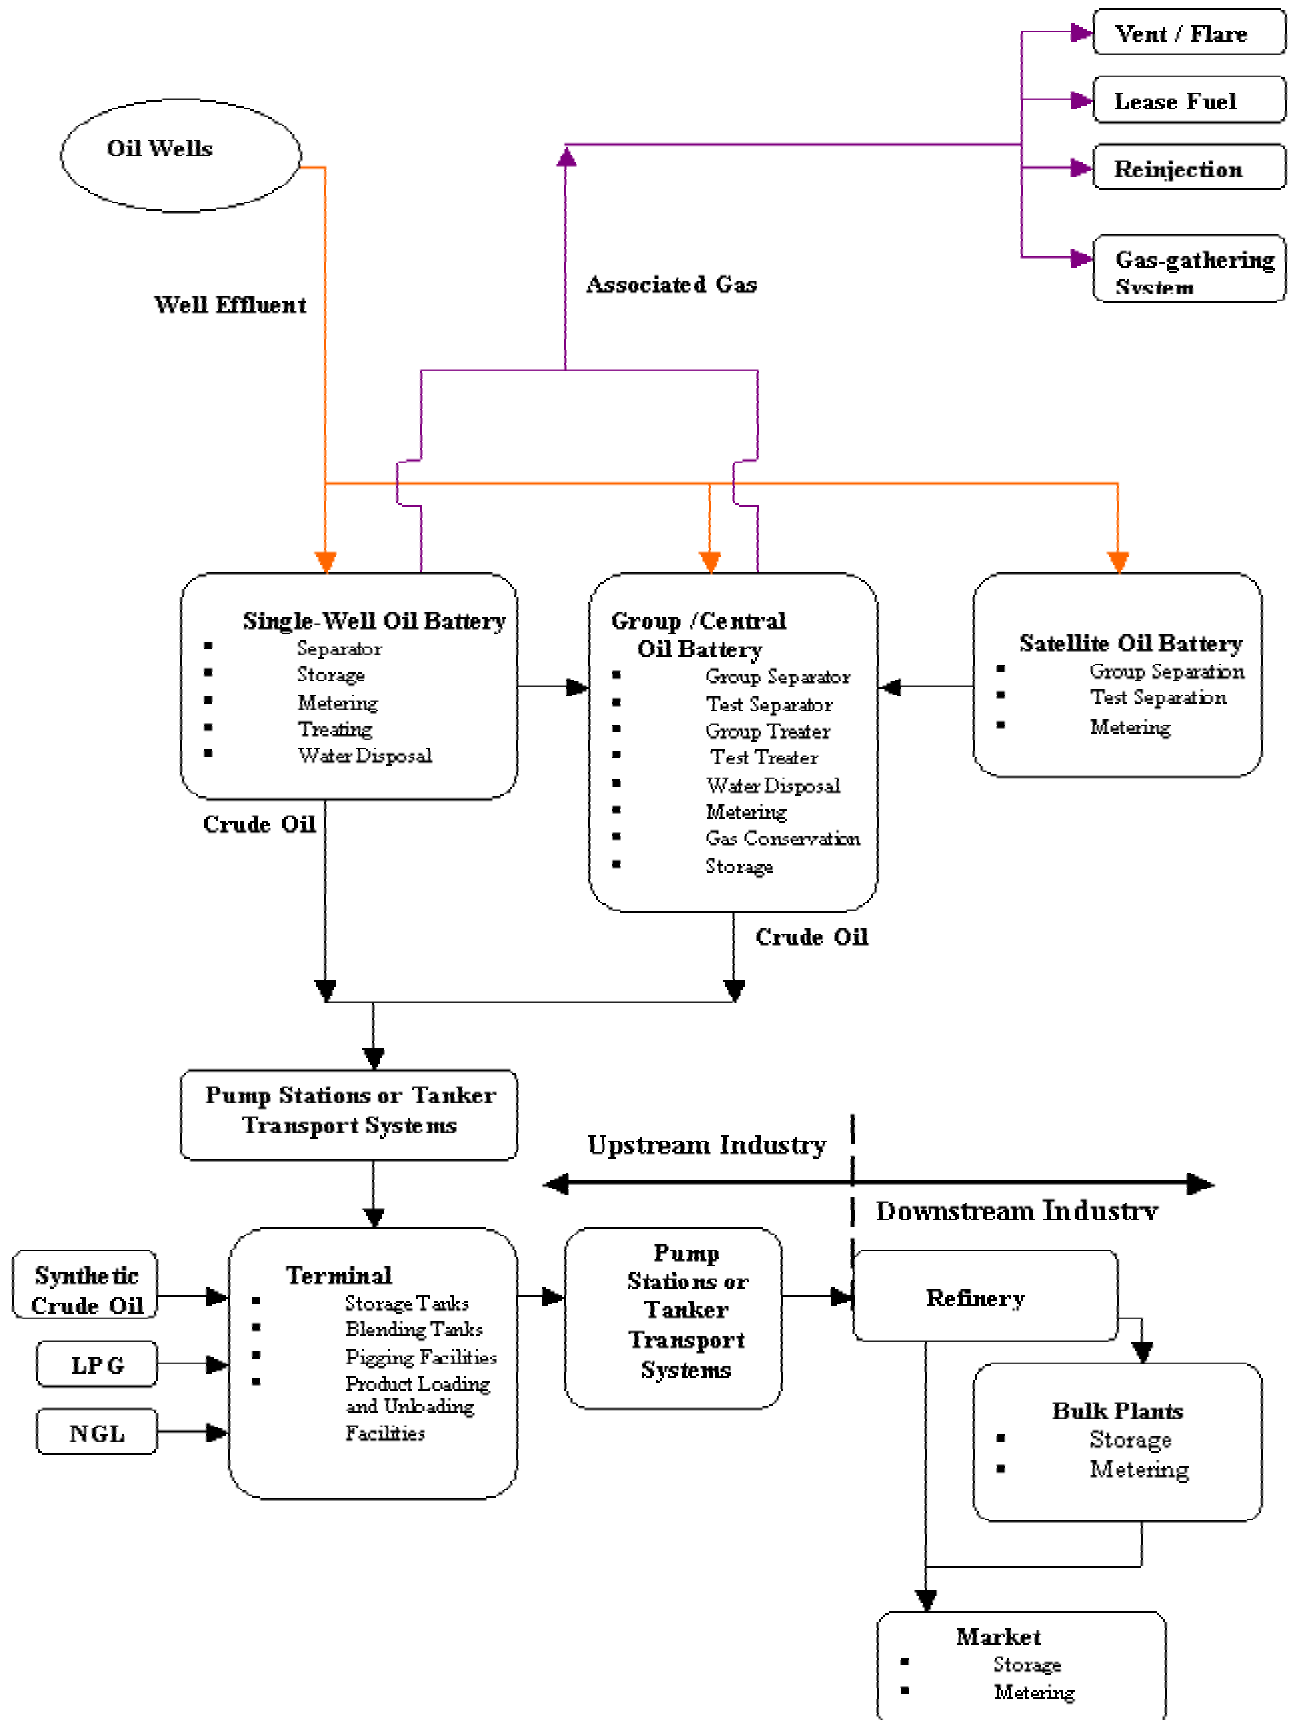 Vent / Flare
Lease Fuel
Reinjection
Gas-gathering
System
Oil Wells
Well Effluent
Associated Gas
Single-Well Oil Battery
▪ Separator
▪ Storage
▪ Metering
▪ Treating
▪ Water Disposal
Group /Central
Oil Battery
▪ Group Separator
▪ Test Separator
▪ Group Treater
▪ Test Treater
▪ Water Disposal
▪ Metering
▪ Gas Conservation
▪ Storage
Satellite Oil Battery
▪ Group Separation
▪ Test Separation
▪ Metering
Crude Oil
Crude Oil
Pump Stations or Tanker
Transport Systems
Upstream Industry
Downstream Industry
Synthetic
Crude Oil
LPG
NGL
Terminal
▪ Storage Tanks
▪ Blending Tanks
▪ Pigging Facilities
▪ Product Loading
and Unloading
Facilities
Pump
Stations or
Tanker
Transport
Systems
Refinery
Bulk Plants
▪ Storage
▪ Metering
Market
▪ Storage
▪ Metering